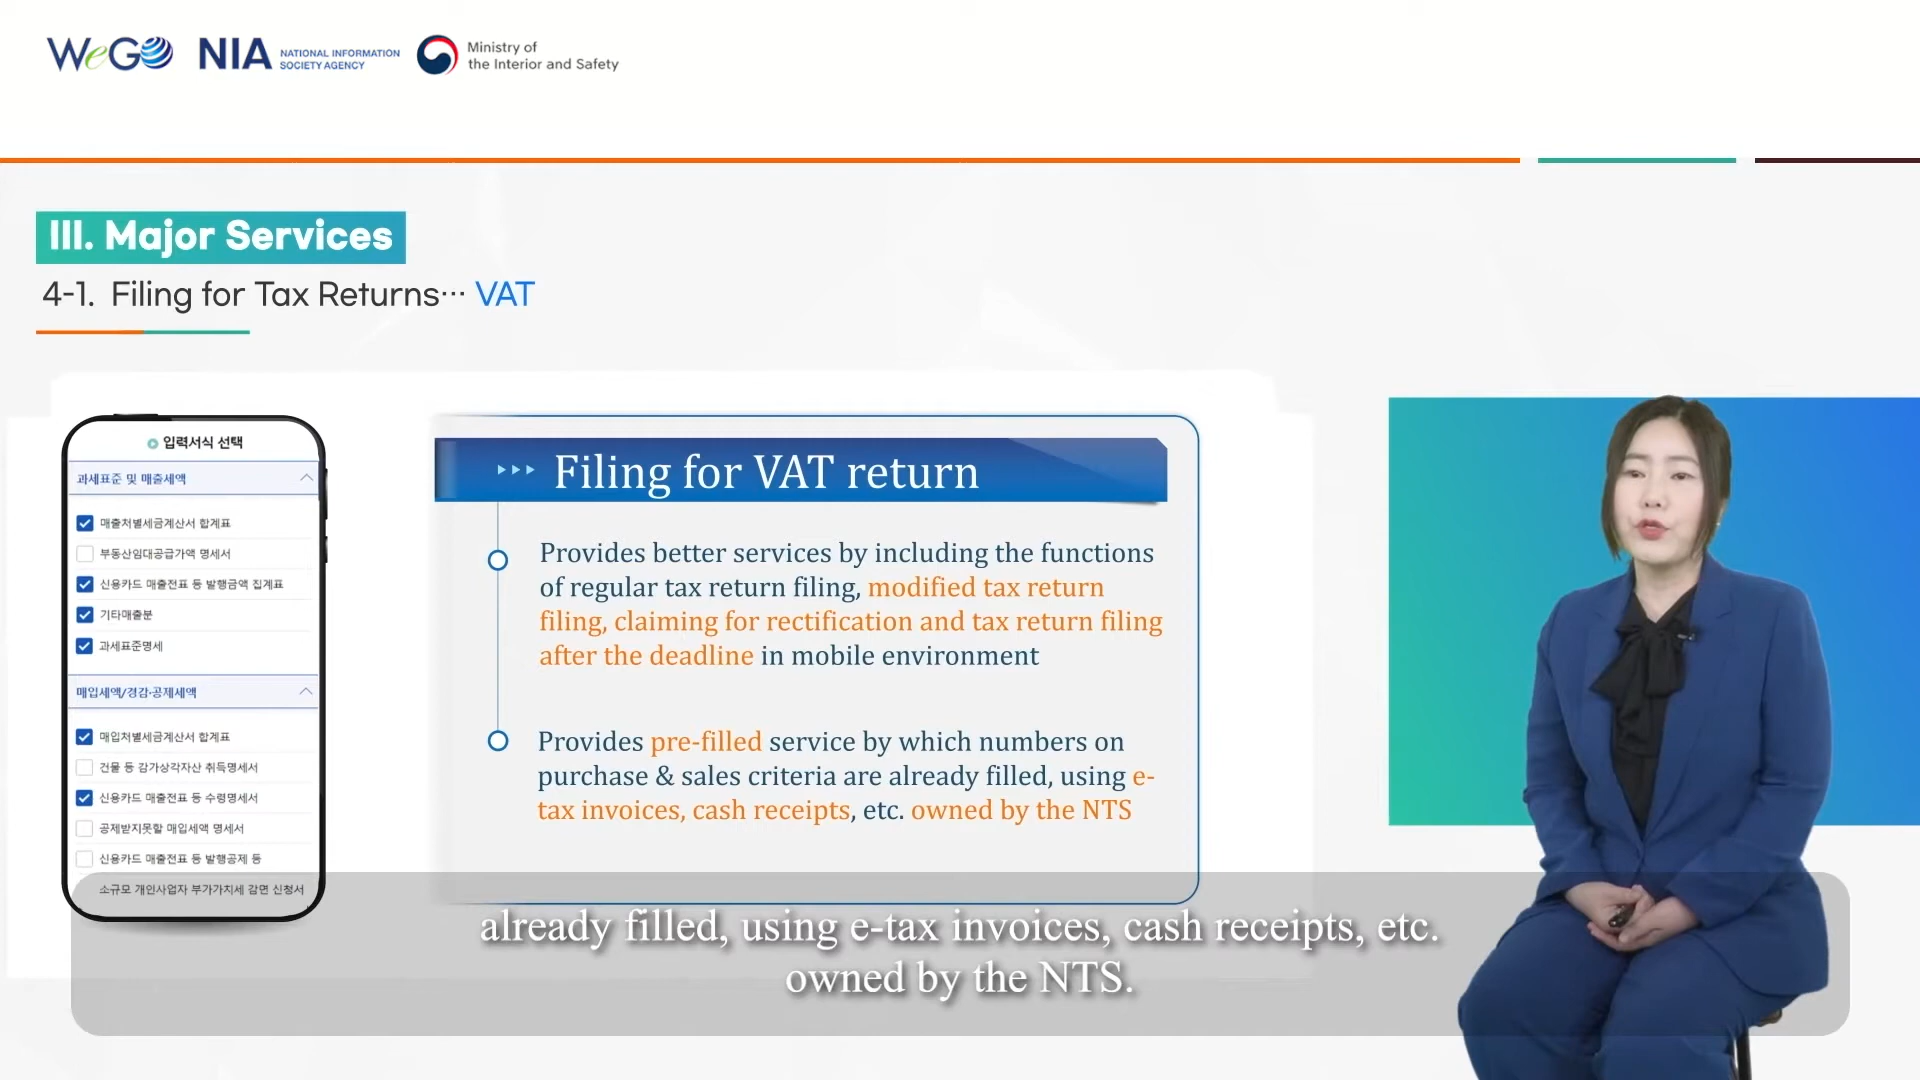 WeGO NIA NATIONAL INFORMATION SOCIETY AGENCY
Ministry of
the Interior and Safety
III. Major Services
4-1. Filing for Tax Returns… VAT
입력서식 선택
과세표준 및 매출세액
매출처별세금계산서 합계표
부동산임대공급가액 명세서
신용카드 매출전표 등 발행금액 집계표
기타매출분
과세표준명세
매입세액/경감·공제세액
매입처별세금계산서 합계표
건물 등 감가상각자산 취득명세서
신용카드 매출전표 등 수령명세서
공제받지못할 매입세액 명세서
신용카드 매출전표 등 발행공제 등
소규모 개인사업자 부가가치세 감면 신청서
Filing for VAT return
Provides better services by including the functions
of regular tax return filing, modified tax return
filing, claiming for rectification and tax return filing
after the deadline in mobile environment
Provides pre-filled service by which numbers on
purchase & sales criteria are already filled, using e-
tax invoices, cash receipts, etc. owned by the NTS
already filled, using e-tax invoices, cash receipts, etc.
owned by the NTS.